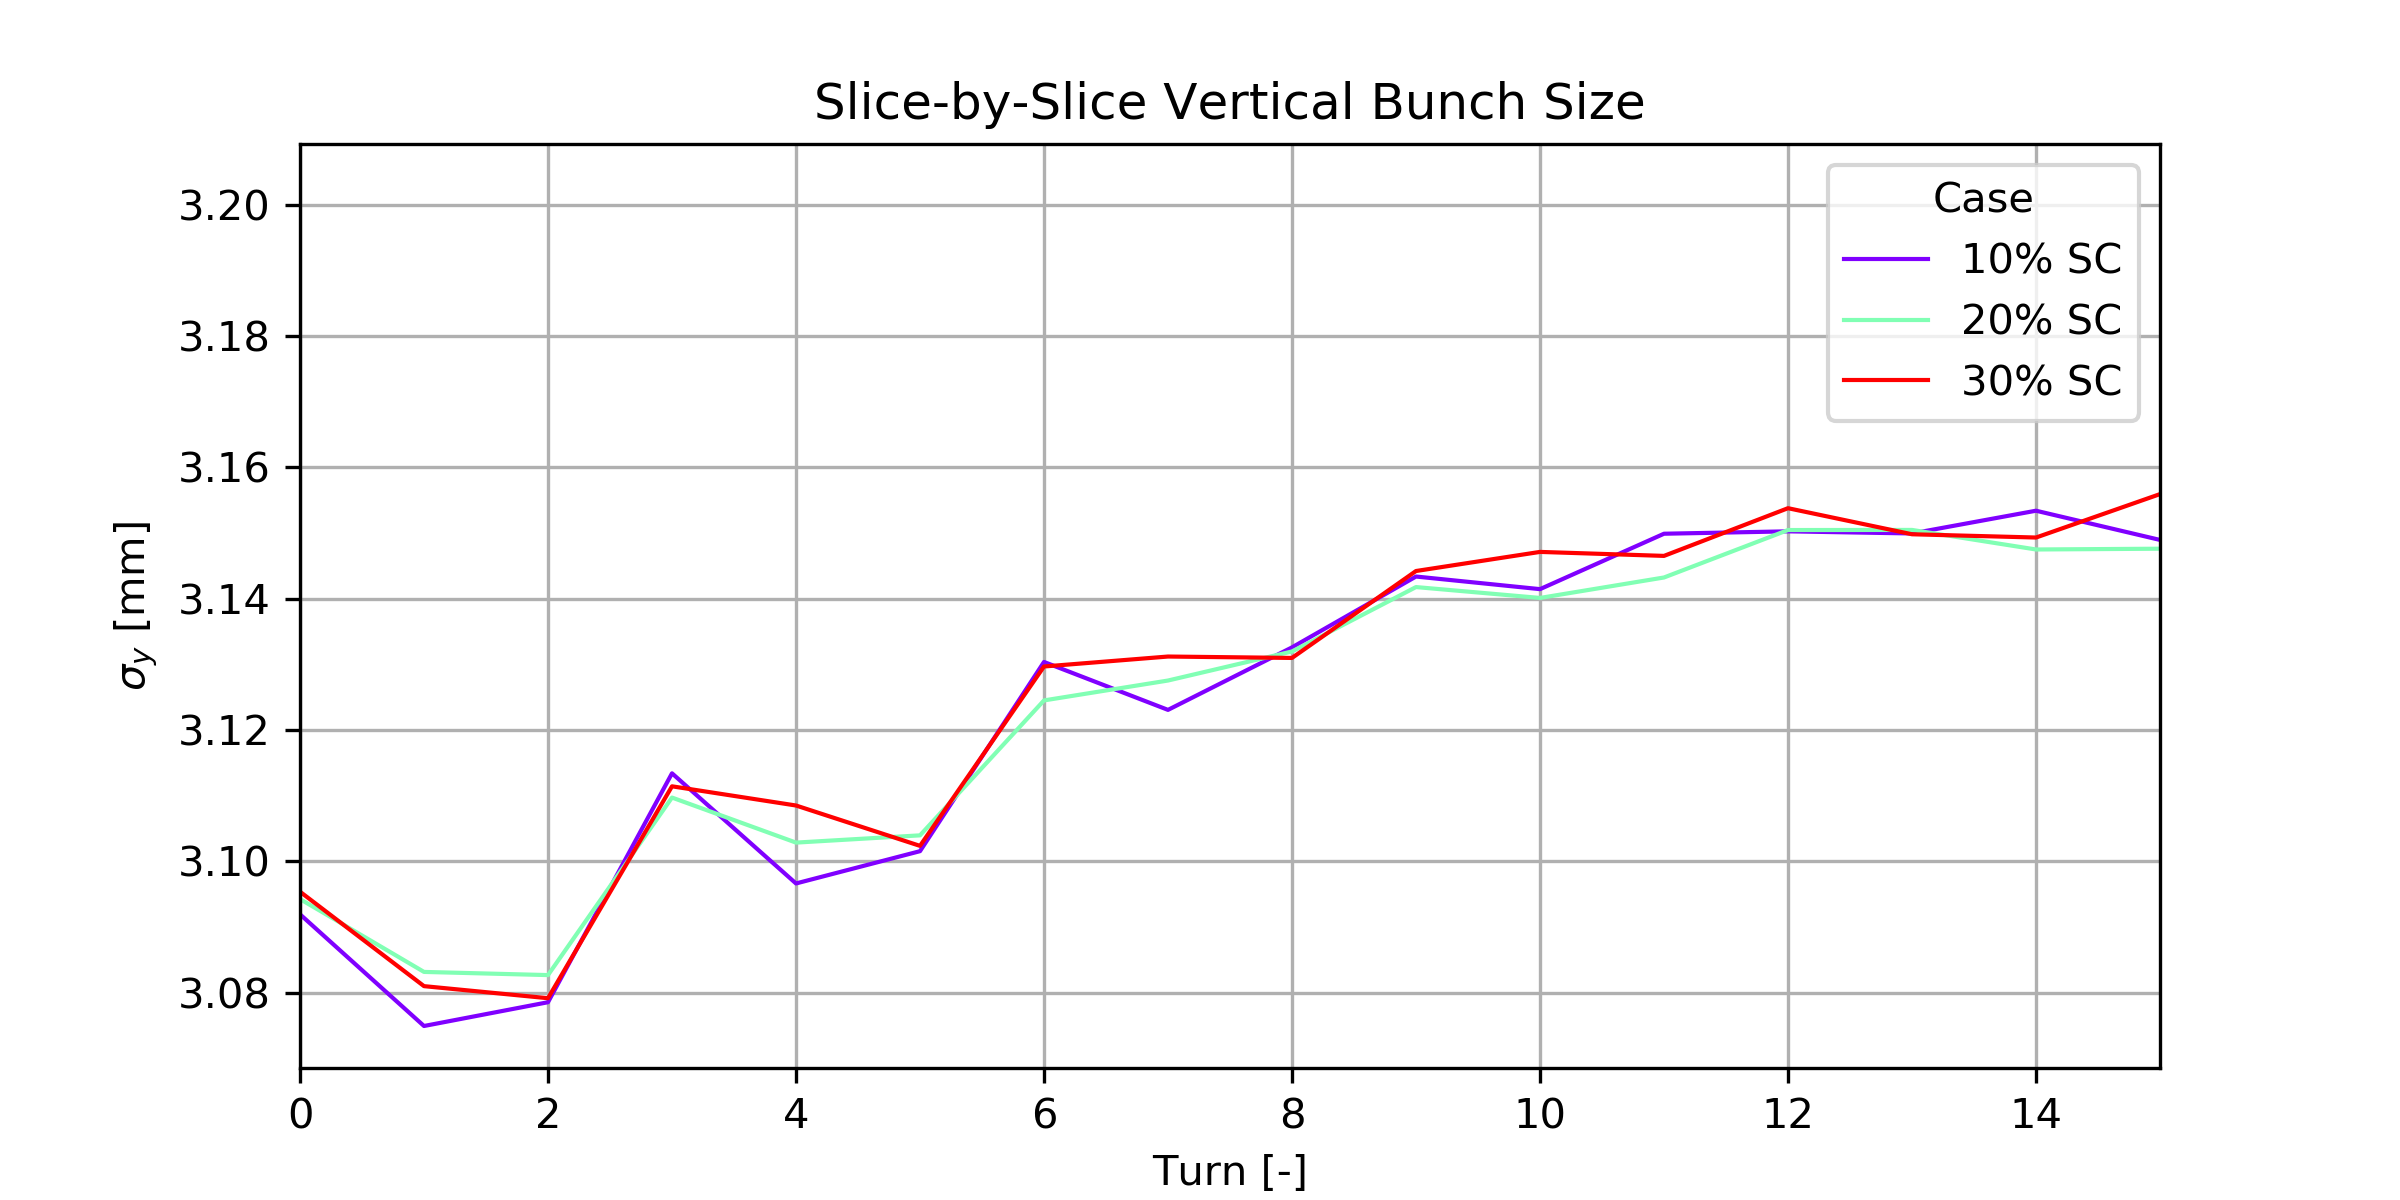 Slice-by-Slice Vertical Bunch Size
σy [mm]
3.20
3.18
3.16
3.14
3.12
3.10
3.08
Case
10% SC
20% SC
30% SC
0 2 4 6 8 10 12 14
Turn [-]